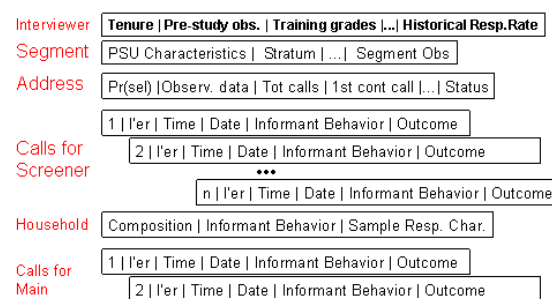 Interviewer Tenure | Pre-study obs. | Training grades |...| Historical Resp.Rate
Segment PSU Characteristics | Stratum | ...| Segment Obs
Address Pr(sel) |Observ. data | Tot calls | 1st cont call |...| Status
Calls for Screener
1 | I'er | Time | Date | Informant Behavior | Outcome
2 | I'er | Time | Date | Informant Behavior | Outcome
...
n | I'er | Time | Date | Informant Behavior | Outcome
Household Composition | Informant Behavior | Sample Resp. Char.
Calls for Main
1 | I'er | Time | Date | Informant Behavior | Outcome
2 | I'er | Time | Date | Informant Behavior | Outcome